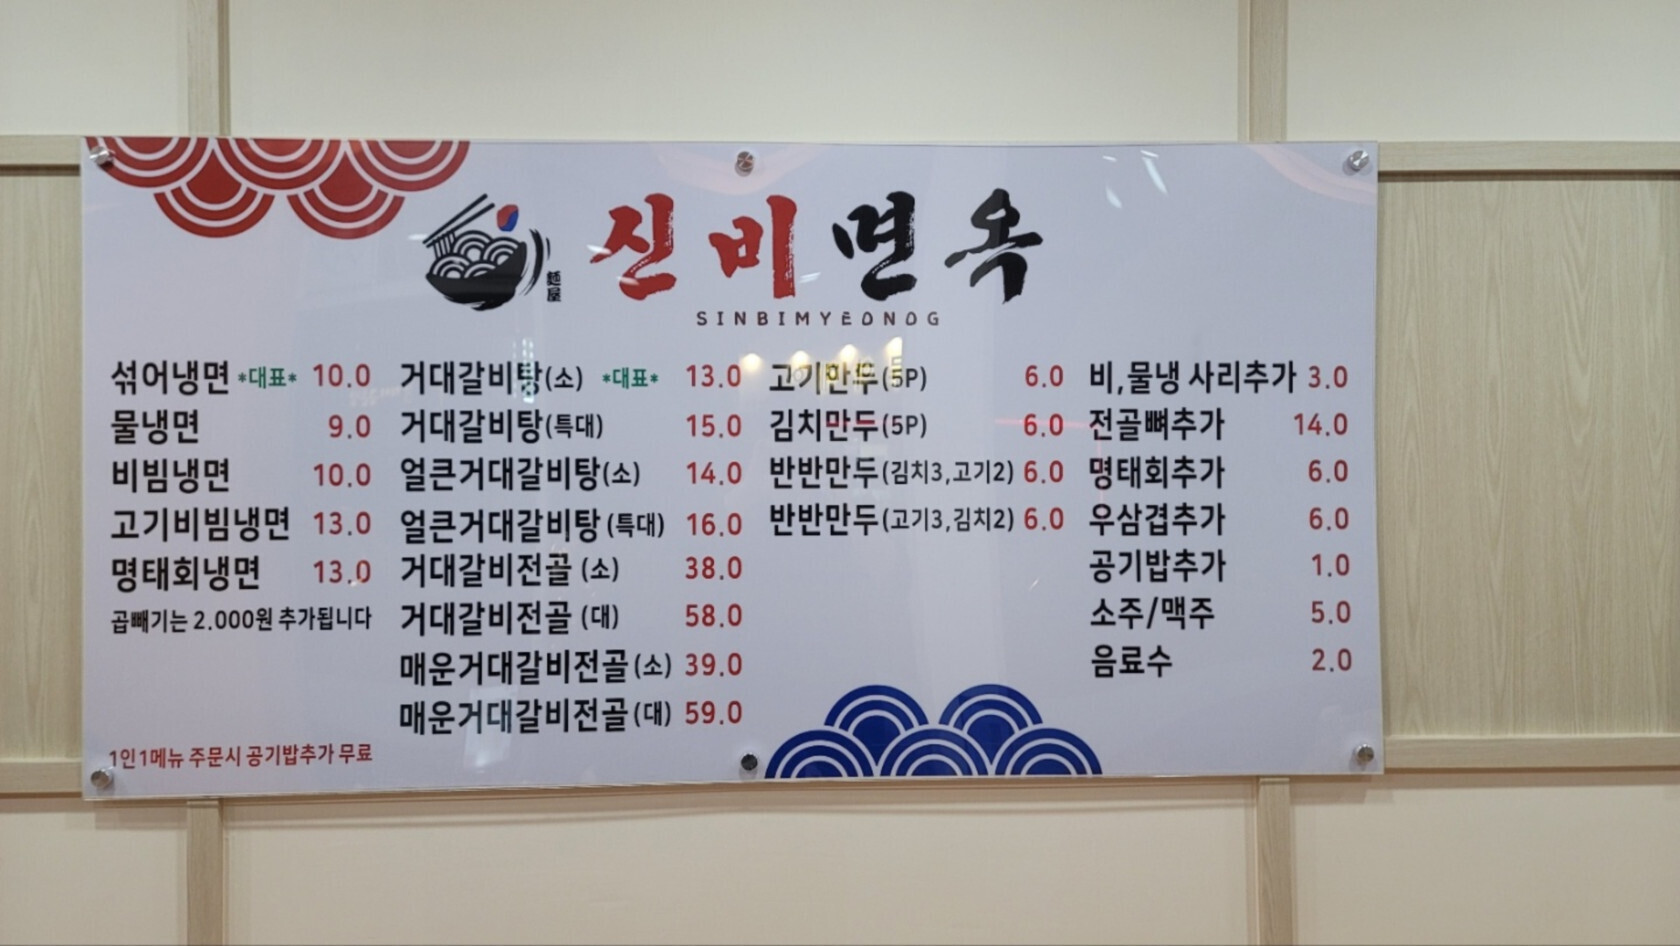 麵屋
신비면옥
SINBIMYEONOG
섞어냉면 *대표* 10.0
물냉면 9.0
비빔냉면 10.0
고기비빔냉면 13.0
명태회냉면 13.0
곱빼기는 2.000원 추가됩니다
1인1메뉴 주문시 공기밥추가 무료
거대갈비탕(소) *대표* 13.0
거대갈비탕(특대) 15.0
얼큰거대갈비탕(소) 14.0
얼큰거대갈비탕(특대) 16.0
거대갈비전골 (소) 38.0
거대갈비전골 (대) 58.0
매운거대갈비전골(소) 39.0
매운거대갈비전골(대) 59.0
고기만두(5P) 6.0
김치만두(5P) 6.0
반반만두(김치3,고기2) 6.0
반반만두(고기3,김치2) 6.0
비,물냉 사리추가 3.0
전골뼈추가 14.0
명태회추가 6.0
우삼겹추가 6.0
공기밥추가 1.0
소주/맥주 5.0
음료수 2.0